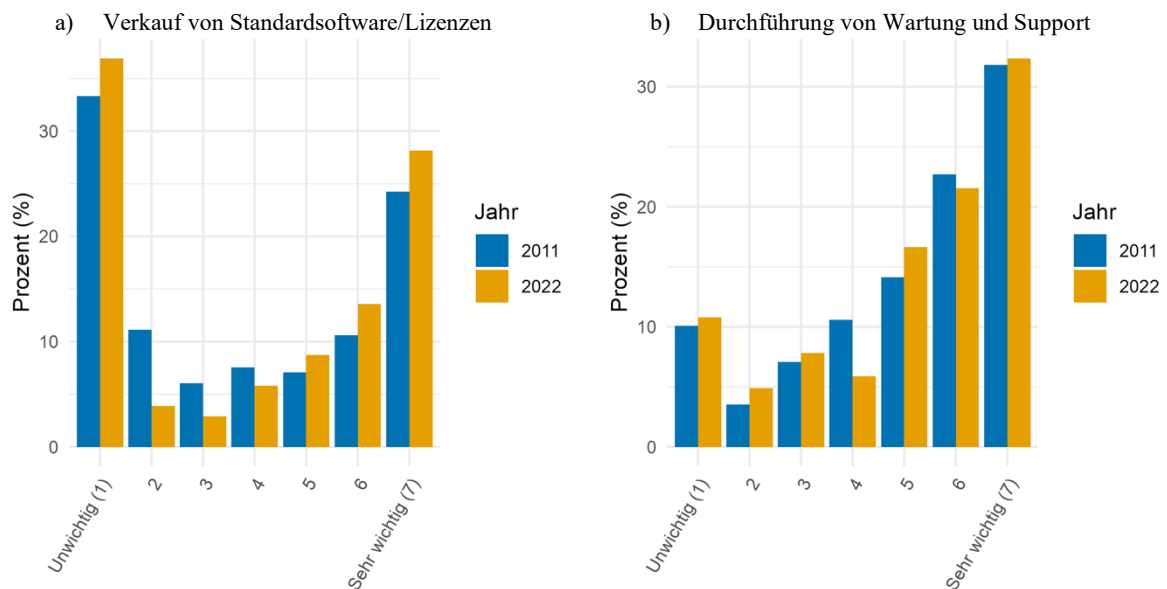 a) Verkauf von Standardsoftware/Lizenzen
Prozent (%)
30
20
10
0
Unwichtig (1)
2
3
4
5
6
Sehr wichtig (7)
Jahr
2011
2022
b) Durchführung von Wartung und Support
Prozent (%)
30
20
10
0
Unwichtig (1)
2
3
4
5
6
Sehr wichtig (7)
Jahr
2011
2022